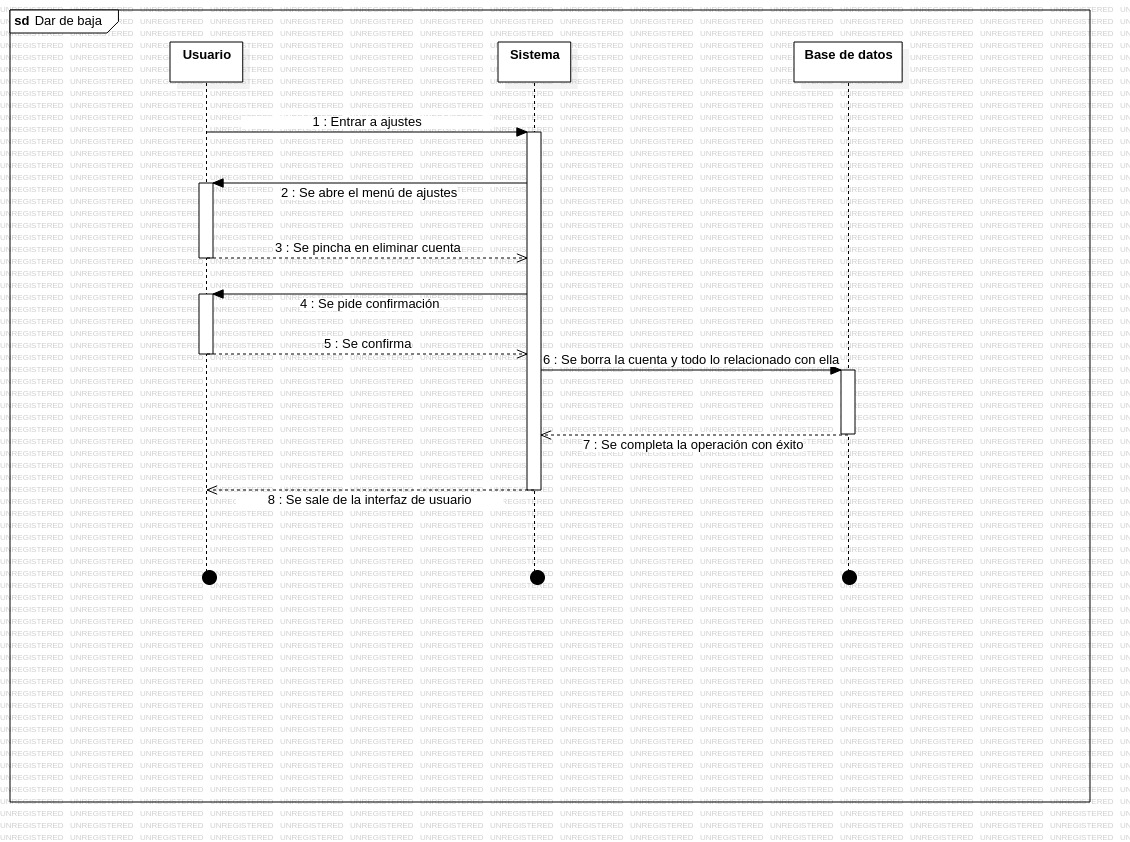 sd Dar de baja
Usuario
Sistema
Base de datos
1 : Entrar a ajustes
2 : Se abre el menú de ajustes
3 : Se pincha en eliminar cuenta
4 : Se pide confirmación
5 : Se confirma
6 : Se borra la cuenta y todo lo relacionado con ella
7 : Se completa la operación con éxito
8 : Se sale de la interfaz de usuario
UNREGISTERED